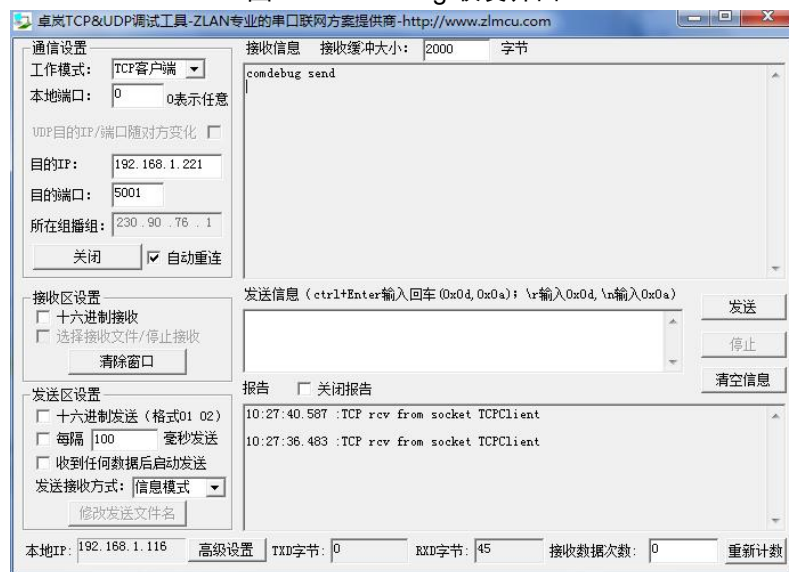 卓岚TCP&UDP调试工具-ZLAN专业的串口联网方案提供商-http://www.zlmcu.com
通信设置
工作模式： TCP客户端
本地端口： 0 0表示任意
UDP目的IP/端口随对方变化
目的IP： 192.168.1.221
目的端口： 5001
所在组播组： 230 .90 .76 . 1
关闭 自动重连
接收区设置
十六进制接收
选择接收文件/停止接收
清除窗口
发送区设置
十六进制发送（格式01 02）
每隔 100 毫秒发送
收到任何数据后启动发送
发送接收方式： 信息模式
修改发送文件名
接收信息 接收缓冲大小： 2000 字节
comdebug send
发送信息（ctrl+Enter输入回车(0x0d,0x0a)；\r输入0x0d,\n输入0x0a）
发送
停止
清空信息
报告 关闭报告
10:27:40.587 :TCP rcv from socket TCPClient
10:27:36.483 :TCP rcv from socket TCPClient
本地IP: 192.168.1.116 高级设置 TXD字节: 0 RXD字节: 45 接收数据次数: 0 重新计数